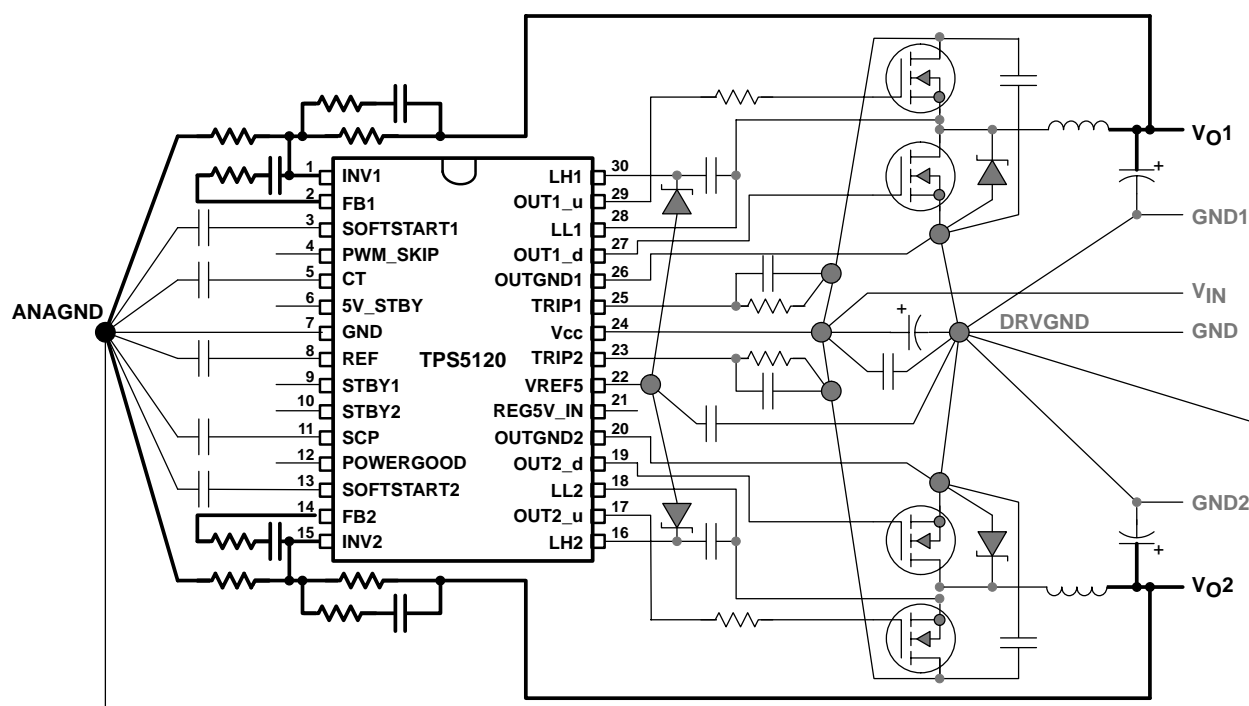 VO1
1 INV1
2 FB1
3 SOFTSTART1
4 PWM_SKIP
5 CT
6 5V_STBY
7 GND
8 REF
9 STBY1
10 STBY2
11 SCP
12 POWERGOOD
13 SOFTSTART2
14 FB2
15 INV2
ANAGND
TPS5120
LH1 30
OUT1_u 29
LL1 28
OUT1_d 27
OUTGND1 26
TRIP1 25
Vcc 24
TRIP2 23
VREF5 22
REG5V_IN 21
OUTGND2 20
OUT2_d 19
LL2 18
OUT2_u 17
LH2 16
+
GND1
VIN
+
DRVGND
GND
GND2
+
VO2